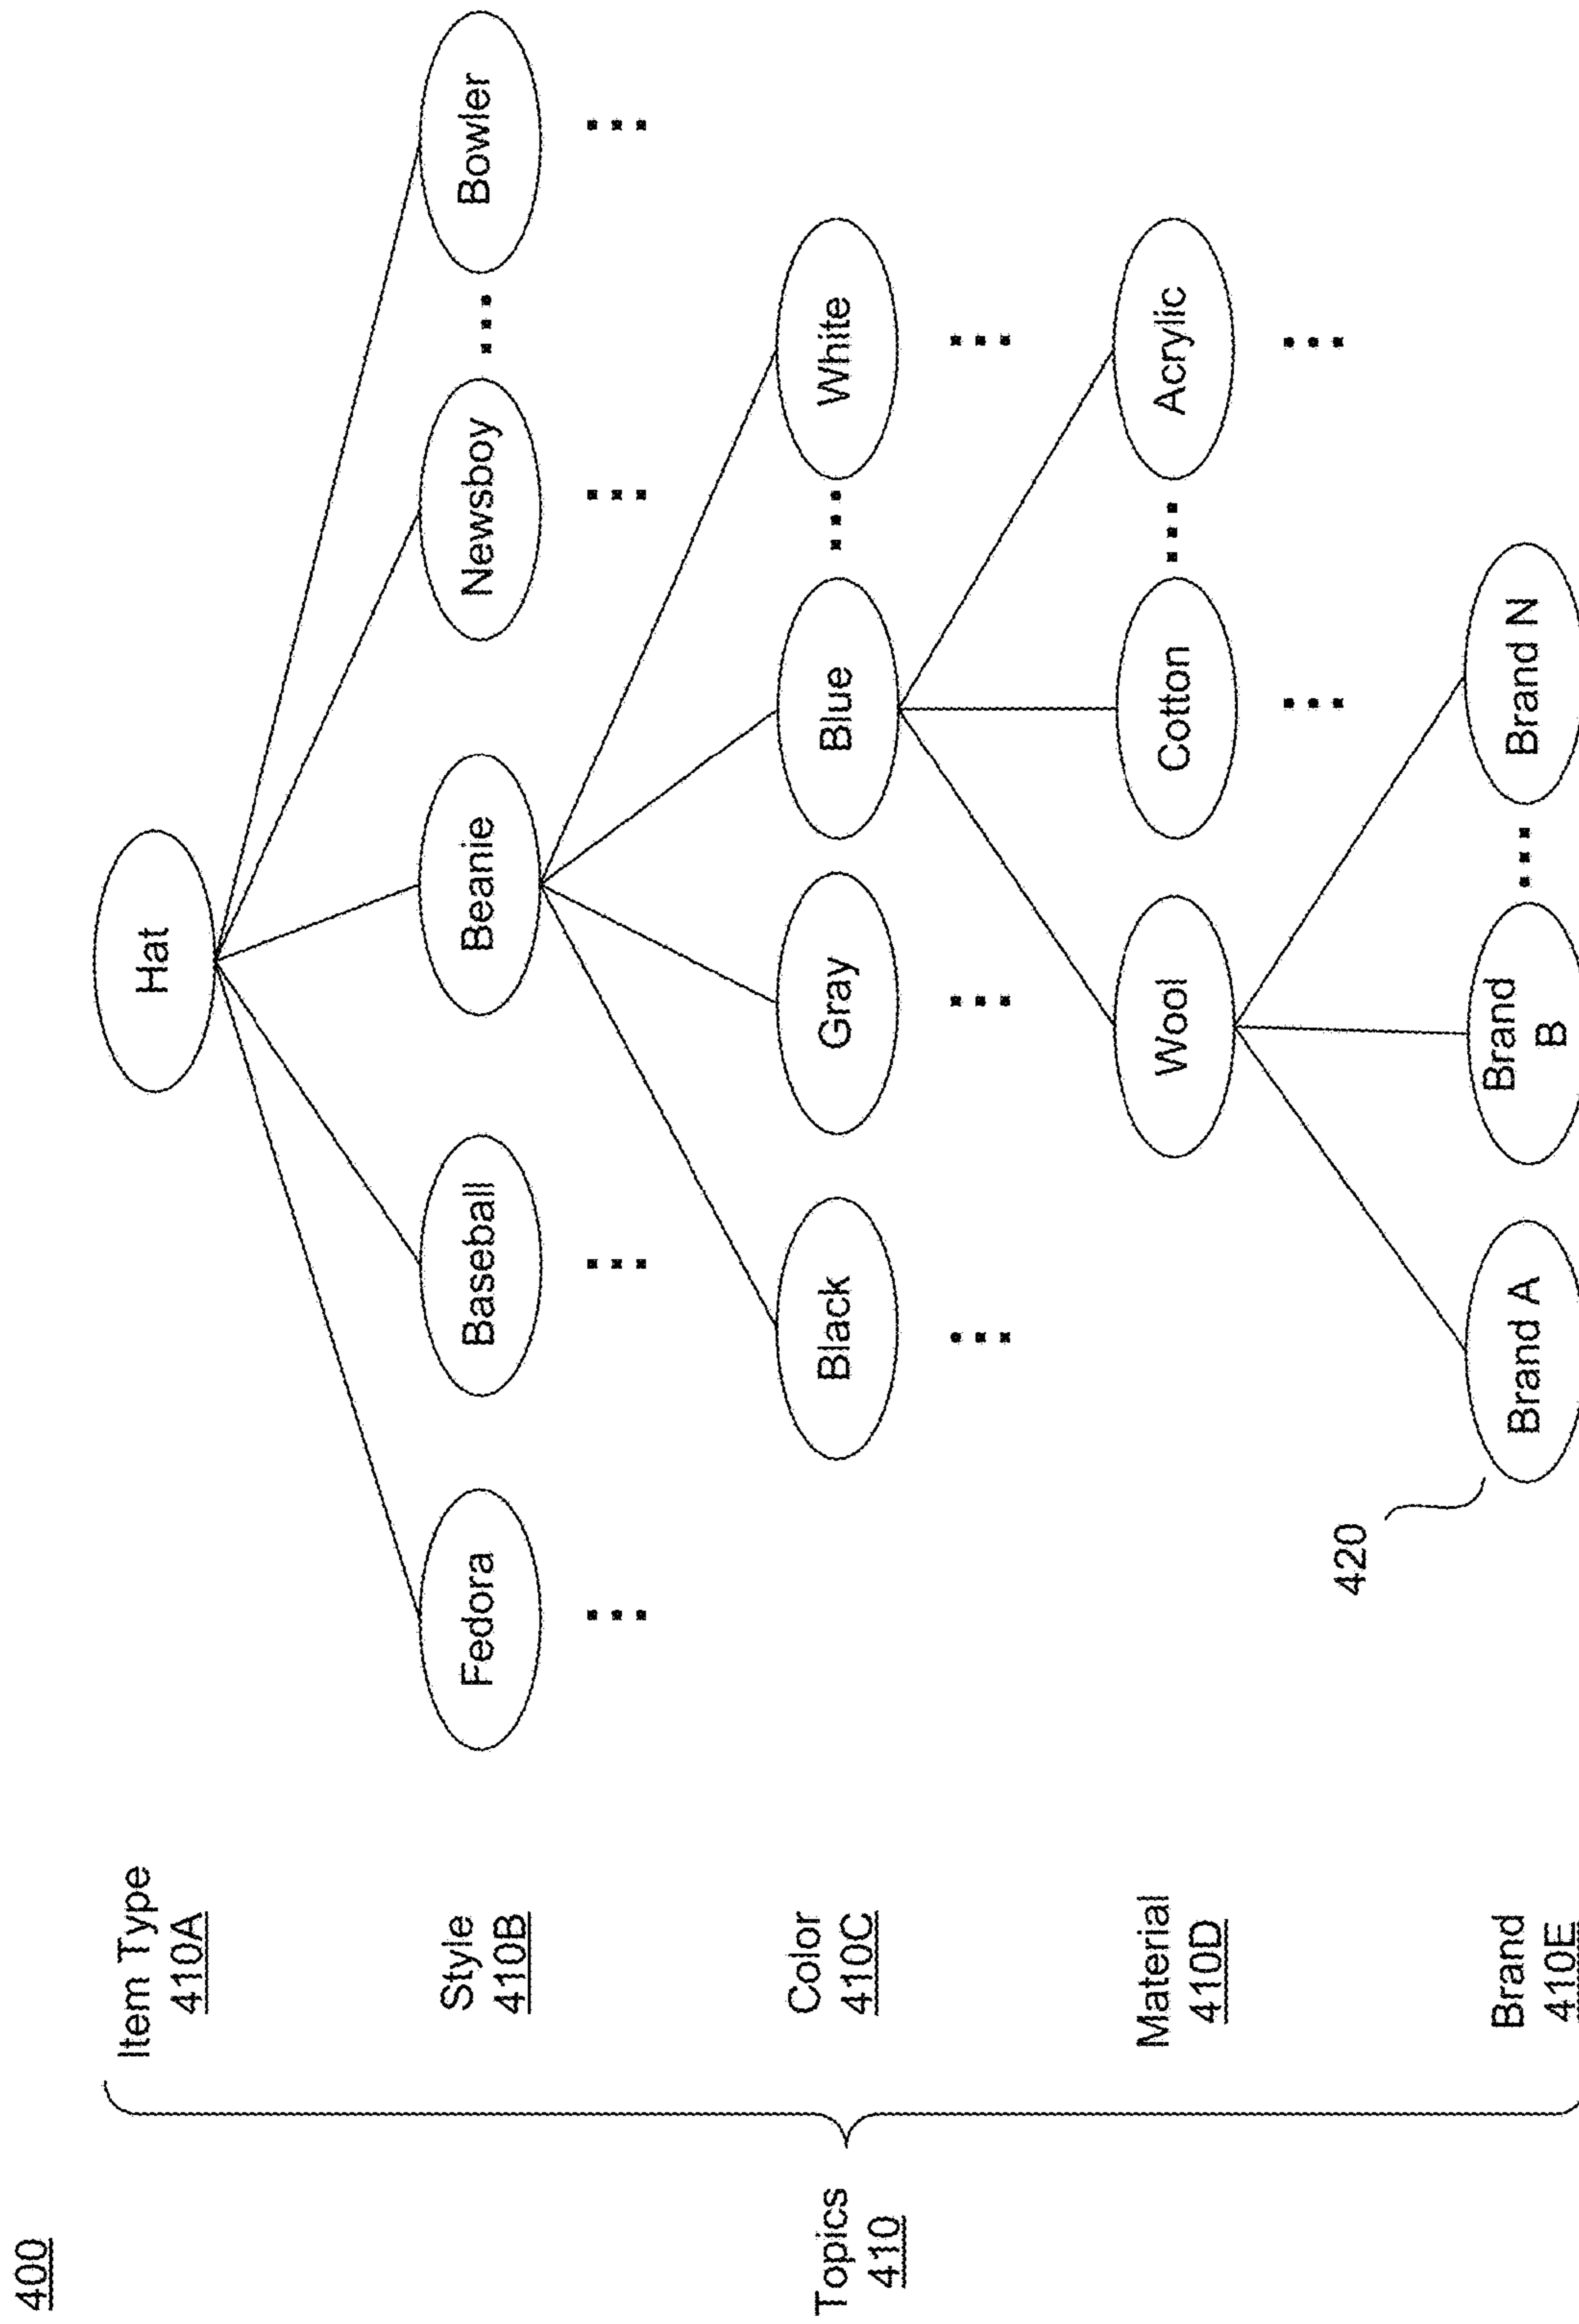 400
Topics
410
Item Type
410A
Hat
Style
410B
Fedora
Baseball
Beanie
Newsboy
Bowler
Color
410C
Black
Gray
Blue
White
Material
410D
Wool
Cotton
Acrylic
420
Brand
410E
Brand A
Brand
B
Brand N